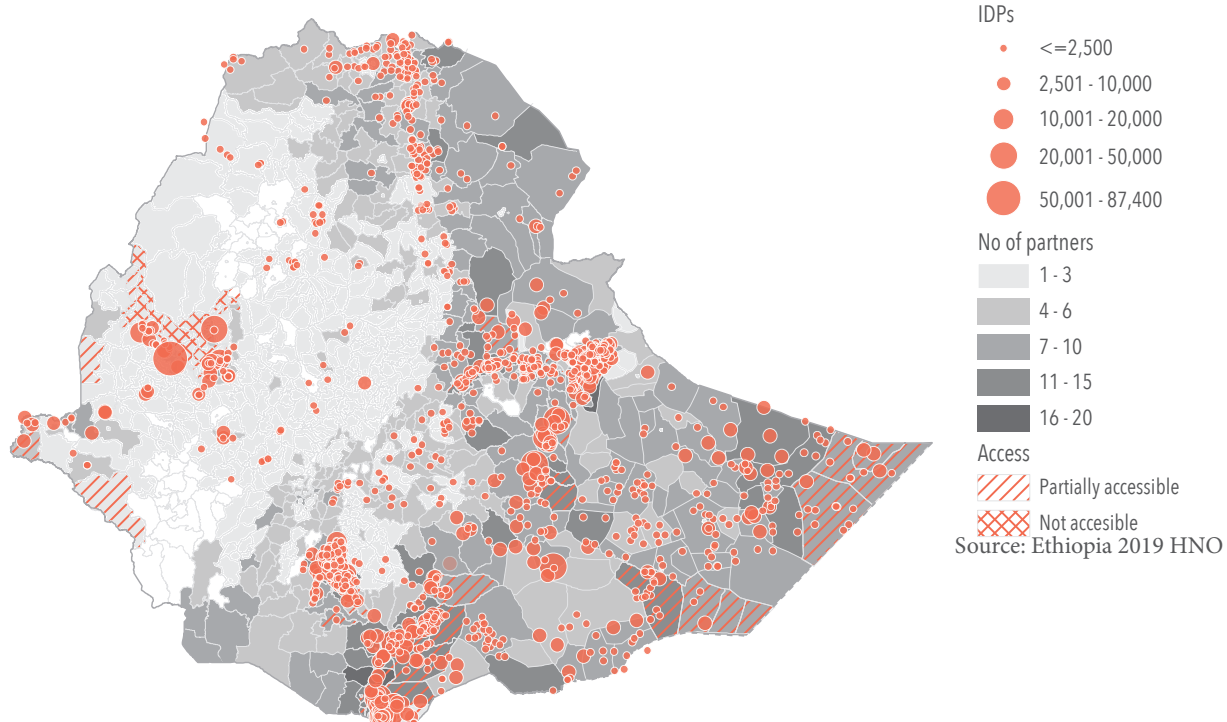 IDPs
<=2,500
2,501 - 10,000
10,001 - 20,000
20,001 - 50,000
50,001 - 87,400
No of partners
1 - 3
4 - 6
7 - 10
11 - 15
16 - 20
Access
Partially accessible
Not accesible
Source: Ethiopia 2019 HNO